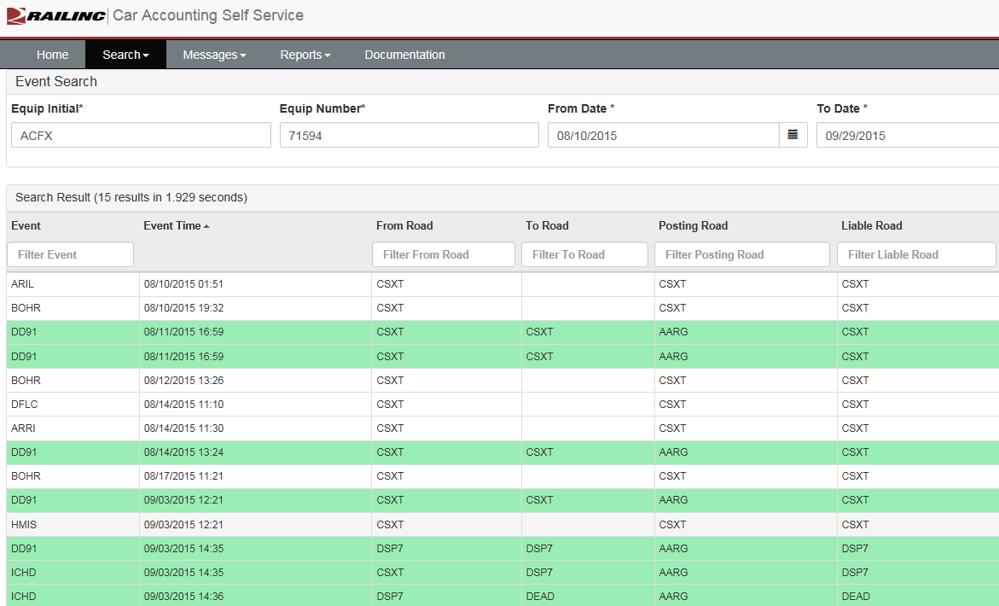 RAILINC Car Accounting Self Service
Home Search Messages Reports Documentation
Event Search
Equip Initial* Equip Number* From Date * To Date *
ACFX 71594 08/10/2015 09/29/2015
Search Result (15 results in 1.929 seconds)
Event Event Time From Road To Road Posting Road Liable Road
Filter Event Filter From Road Filter To Road Filter Posting Road Filter Liable Road
ARIL 08/10/2015 01:51 CSXT CSXT CSXT
BOHR 08/10/2015 19:32 CSXT CSXT CSXT
DD91 08/11/2015 16:59 CSXT CSXT AARG CSXT
DD91 08/11/2015 16:59 CSXT CSXT AARG CSXT
BOHR 08/12/2015 13:26 CSXT CSXT CSXT
DFLC 08/14/2015 11:10 CSXT CSXT CSXT
ARRI 08/14/2015 11:30 CSXT CSXT CSXT
DD91 08/14/2015 13:24 CSXT CSXT AARG CSXT
BOHR 08/17/2015 11:21 CSXT CSXT CSXT
DD91 09/03/2015 12:21 CSXT CSXT AARG CSXT
HMIS 09/03/2015 12:21 CSXT CSXT CSXT
DD91 09/03/2015 14:35 DSP7 DSP7 AARG DSP7
ICHD 09/03/2015 14:35 CSXT DSP7 AARG DSP7
ICHD 09/03/2015 14:36 DSP7 DEAD AARG DEAD